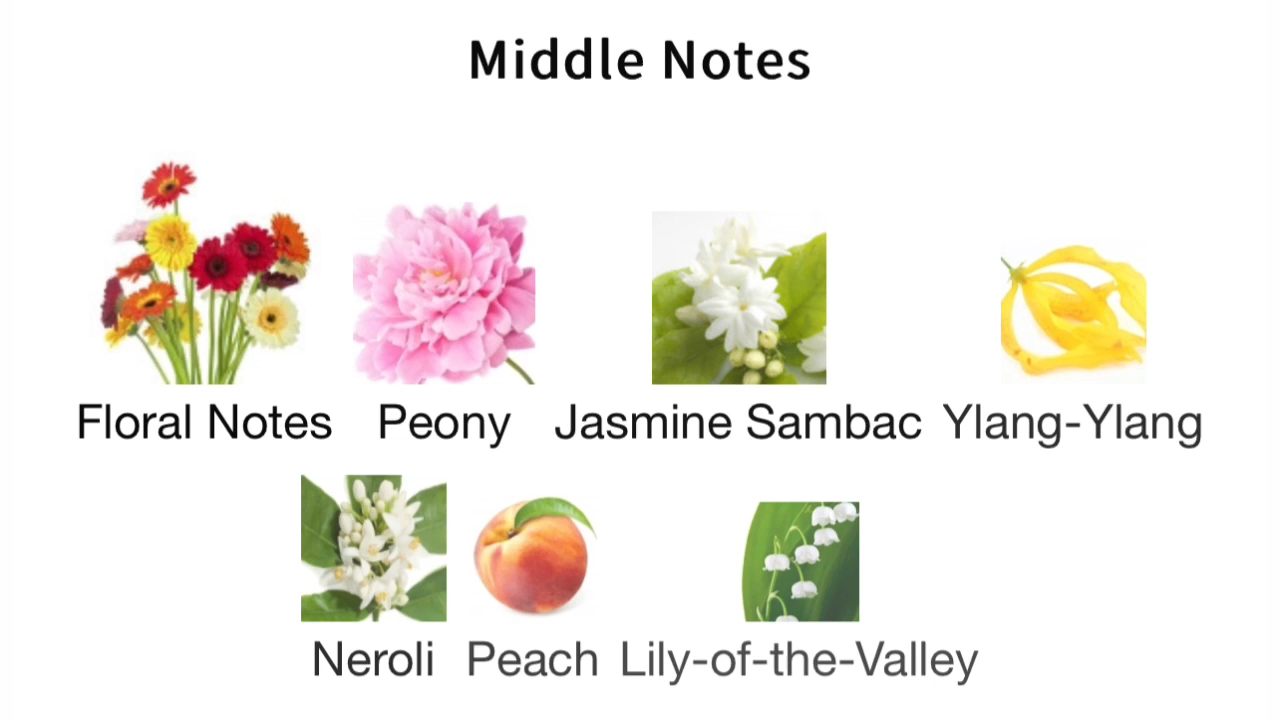 Middle Notes
Floral Notes Peony Jasmine Sambac Ylang-Ylang
Neroli Peach Lily-of-the-Valley